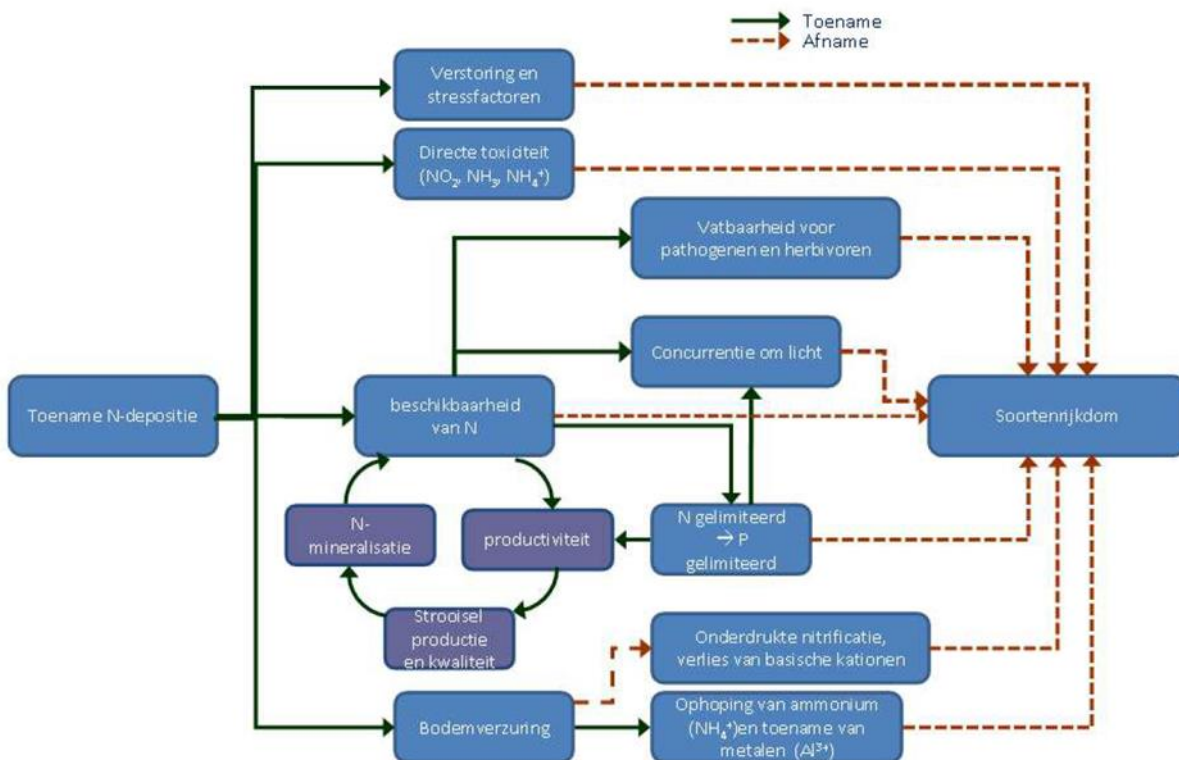 Toename
Afname
Verstoring en
stressfactoren
Directe toxiciteit
(NO₂, NH₃, NH₄⁺)
Vatbaarheid voor
pathogenen en herbivoren
Concurrentie om licht
Toename N-depositie
beschikbaarheid
van N
Soortenrijkdom
N-
mineralisatie
productiviteit
N gelimiteerd
→ P
gelimiteerd
Strooisel
productie
en kwaliteit
Onderdrukte nitrificatie,
verlies van basische kationen
Bodemverzuring
Ophoping van ammonium
(NH₄⁺)en toename van
metalen (Al³⁺)